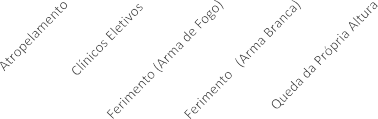 Atropelamento
Clínicos Eletivos
Ferimento (Arma de Fogo)
Ferimento (Arma Branca)
Queda da Própria Altura